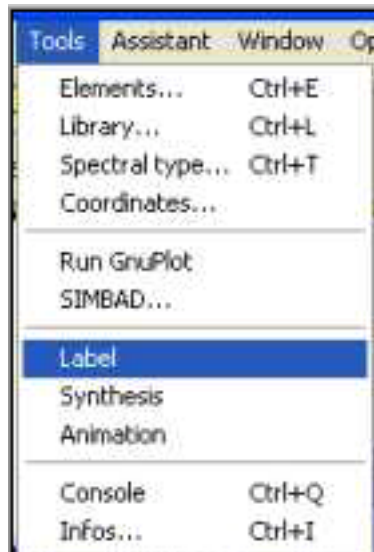 Tools Assistant Window Op
Elements... Ctrl+E
Library... Ctrl+L
Spectral type... Ctrl+T
Coordinates...
Run GnuPlot
SIMBAD...
Label
Synthesis
Animation
Console Ctrl+Q
Infos... Ctrl+I